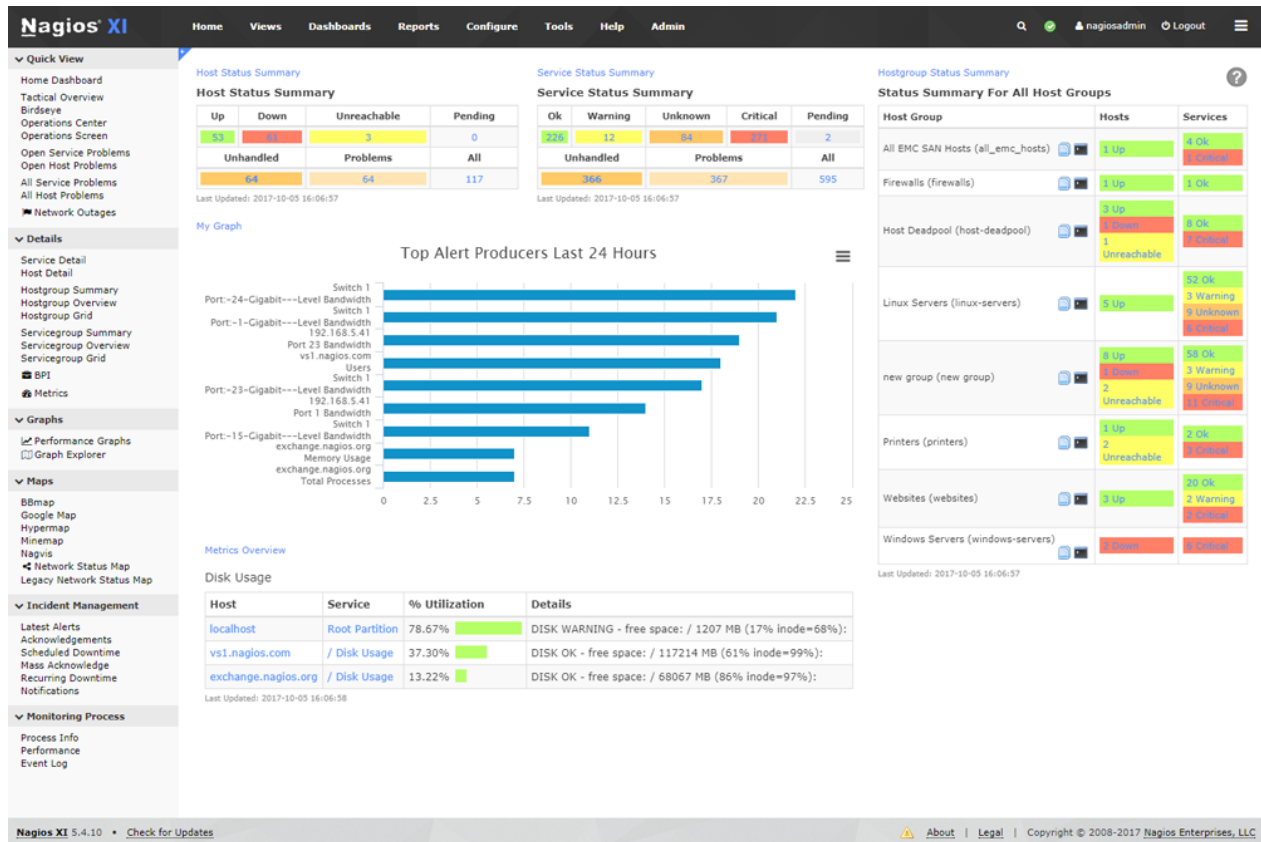 Nagios® XI
Home Views Dashboards Reports Configure Tools Help Admin
nagiosadmin Logout
Quick View
Home Dashboard
Tactical Overview
Birdseye
Operations Center
Operations Screen
Open Service Problems
Open Host Problems
All Service Problems
All Host Problems
Network Outages
Details
Service Detail
Host Detail
Hostgroup Summary
Hostgroup Overview
Hostgroup Grid
Servicegroup Summary
Servicegroup Overview
Servicegroup Grid
BPI
Metrics
Graphs
Performance Graphs
Graph Explorer
Maps
BBmap
Google Map
Hypermap
Minemap
Nagvis
Network Status Map
Legacy Network Status Map
Incident Management
Latest Alerts
Acknowledgements
Scheduled Downtime
Mass Acknowledge
Recurring Downtime
Notifications
Monitoring Process
Process Info
Performance
Event Log
Host Status Summary
Host Status Summary
Up Down Unreachable Pending
53 61 3 0
Unhandled Problems All
64 64 117
Last Updated: 2017-10-05 16:06:57
Service Status Summary
Service Status Summary
Ok Warning Unknown Critical Pending
226 12 84 271 2
Unhandled Problems All
366 367 595
Last Updated: 2017-10-05 16:06:57
My Graph
Top Alert Producers Last 24 Hours
Switch 1
Port:-24-Gigabit---Level Bandwidth
Switch 1
Port:-1-Gigabit---Level Bandwidth
192.168.5.41
Port 23 Bandwidth
vs1.nagios.com
Users
Switch 1
Port:-23-Gigabit---Level Bandwidth
192.168.5.41
Port 1 Bandwidth
Switch 1
Port:-15-Gigabit---Level Bandwidth
exchange.nagios.org
Memory Usage
exchange.nagios.org
Total Processes
0 2.5 5 7.5 10 12.5 15 17.5 20 22.5 25
Metrics Overview
Disk Usage
Host Service % Utilization Details
localhost Root Partition 78.67% DISK WARNING - free space: / 1207 MB (17% inode=68%):
vs1.nagios.com / Disk Usage 37.30% DISK OK - free space: / 117214 MB (61% inode=99%):
exchange.nagios.org / Disk Usage 13.22% DISK OK - free space: / 68067 MB (86% inode=97%):
Last Updated: 2017-10-05 16:06:58
Hostgroup Status Summary
?
Status Summary For All Host Groups
Host Group Hosts Services
All EMC SAN Hosts (all_emc_hosts) 1 Up
4 Ok
1 Critical
Firewalls (firewalls) 1 Up 1 Ok
Host Deadpool (host-deadpool)
3 Up
1 Down
1
Unreachable
8 Ok
7 Critical
Linux Servers (linux-servers) 5 Up
52 Ok
3 Warning
9 Unknown
6 Critical
new group (new group)
8 Up
1 Down
2
Unreachable
58 Ok
3 Warning
9 Unknown
11 Critical
Printers (printers)
1 Up
2
Unreachable
2 Ok
3 Critical
Websites (websites) 3 Up
20 Ok
2 Warning
2 Critical
Windows Servers (windows-servers) 2 Down 6 Critical
Last Updated: 2017-10-05 16:06:57
Nagios XI 5.4.10 • Check for Updates
About | Legal | Copyright © 2008-2017 Nagios Enterprises, LLC